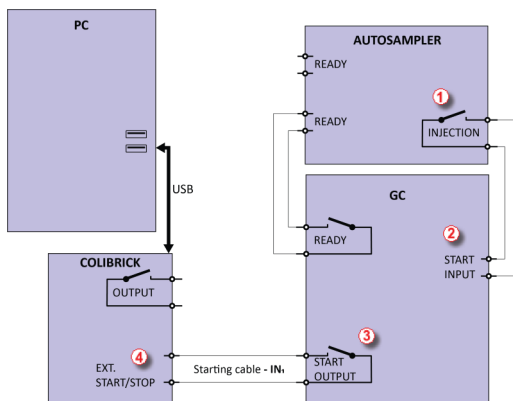 PC
AUTOSAMPLER
READY
READY
1
INJECTION
USB
GC
READY
2
START
INPUT
COLIBRICK
OUTPUT
3
START
OUTPUT
4
EXT.
START/STOP
Starting cable - IN₁